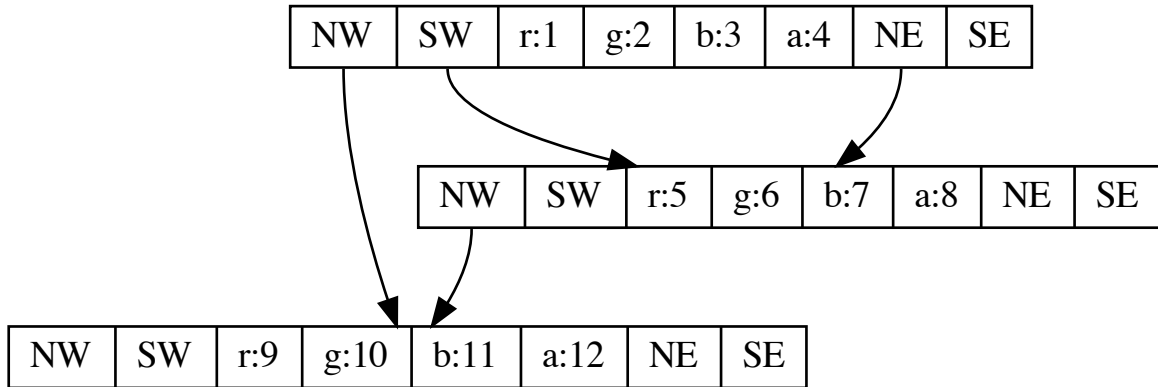 NW SW r:1 g:2 b:3 a:4 NE SE
NW SW r:5 g:6 b:7 a:8 NE SE
NW SW r:9 g:10 b:11 a:12 NE SE